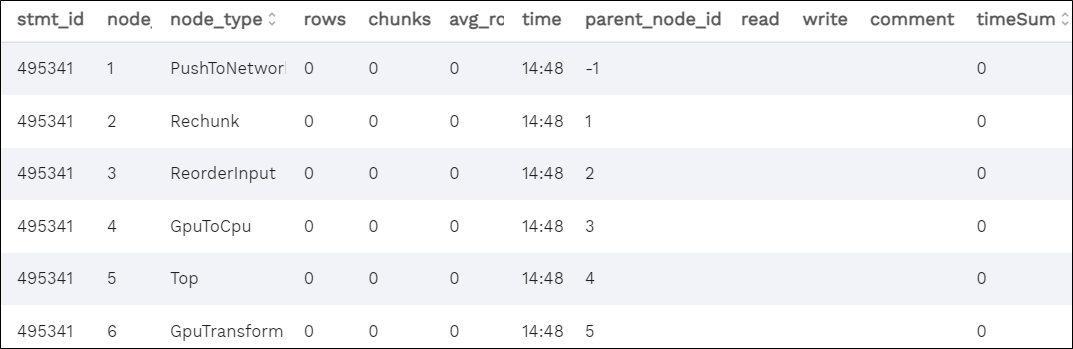 stmt_id node_ node_type rows chunks avg_ro time parent_node_id read write comment timeSum
495341 1 PushToNetwor 0 0 0 14:48 -1 0
495341 2 Rechunk 0 0 0 14:48 1 0
495341 3 ReorderInput 0 0 0 14:48 2 0
495341 4 GpuToCpu 0 0 0 14:48 3 0
495341 5 Top 0 0 0 14:48 4 0
495341 6 GpuTransform 0 0 0 14:48 5 0